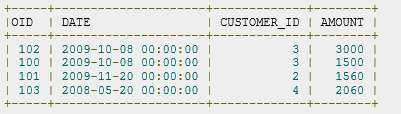 +-----+---------------------+-------------+--------+
|OID  | DATE                | CUSTOMER_ID | AMOUNT |
+-----+---------------------+-------------+--------+
| 102 | 2009-10-08 00:00:00 |           3 |   3000 |
| 100 | 2009-10-08 00:00:00 |           3 |   1500 |
| 101 | 2009-11-20 00:00:00 |           2 |   1560 |
| 103 | 2008-05-20 00:00:00 |           4 |   2060 |
+-----+---------------------+-------------+--------+